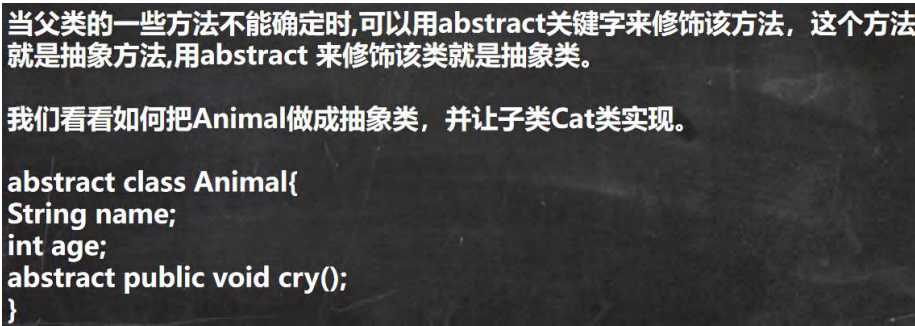 当父类的一些方法不能确定时,可以用abstract关键字来修饰该方法，这个方法
就是抽象方法,用abstract 来修饰该类就是抽象类。
我们看看如何把Animal做成抽象类，并让子类Cat类实现。
abstract class Animal{
String name;
int age;
abstract public void cry();
}